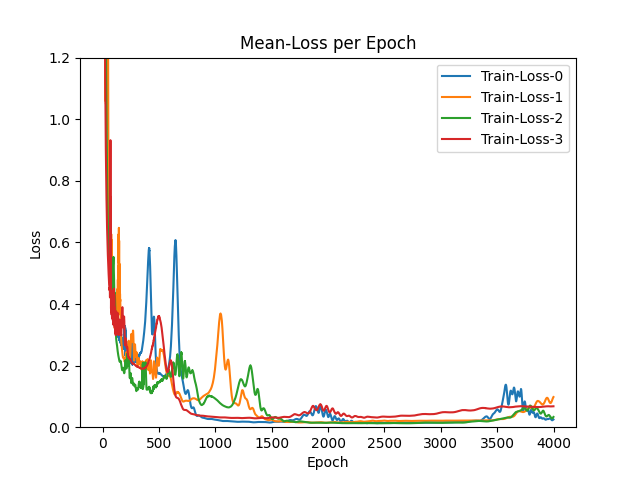 Mean-Loss per Epoch
1.2
1.0
0.8
0.6
0.4
0.2
0.0
Loss
Train-Loss-0
Train-Loss-1
Train-Loss-2
Train-Loss-3
0 500 1000 1500 2000 2500 3000 3500 4000
Epoch